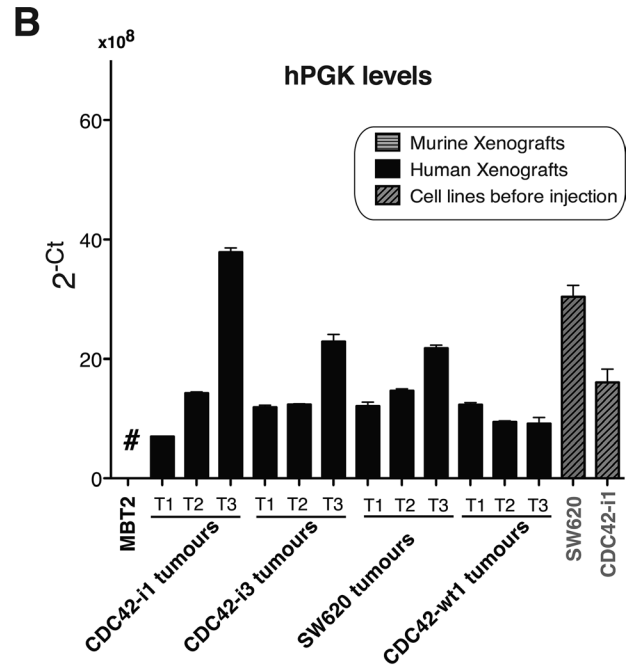 B
x10⁸
hPGK levels
60
Murine Xenografts
Human Xenografts
Cell lines before injection
40
2⁻ᶜᵗ
20
#
0
MBT2
T1 T2 T3
T1 T2 T3
T1 T2 T3
T1 T2 T3
SW620
CDC42-i1
CDC42-i1 tumours
CDC42-i3 tumours
SW620 tumours
CDC42-wt1 tumours